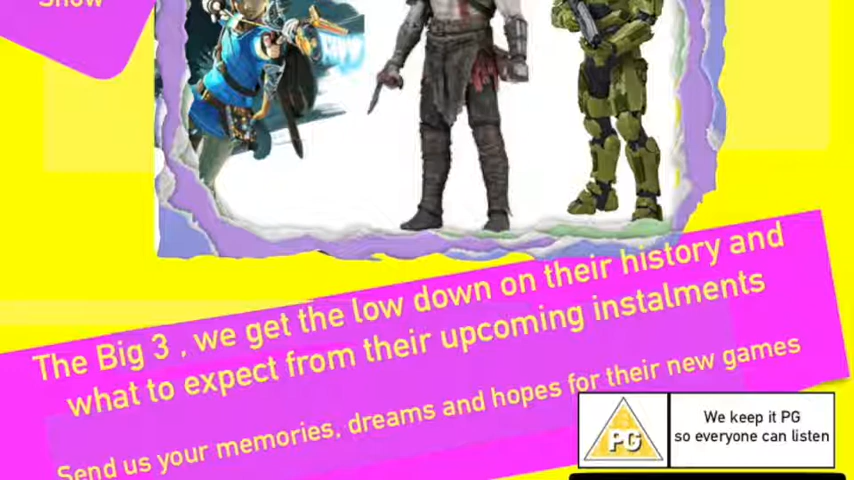 Show
The Big 3 , we get the low down on their history and
what to expect from their upcoming instalments
Send us your memories, dreams and hopes for their new games
PG
We keep it PG
so everyone can listen